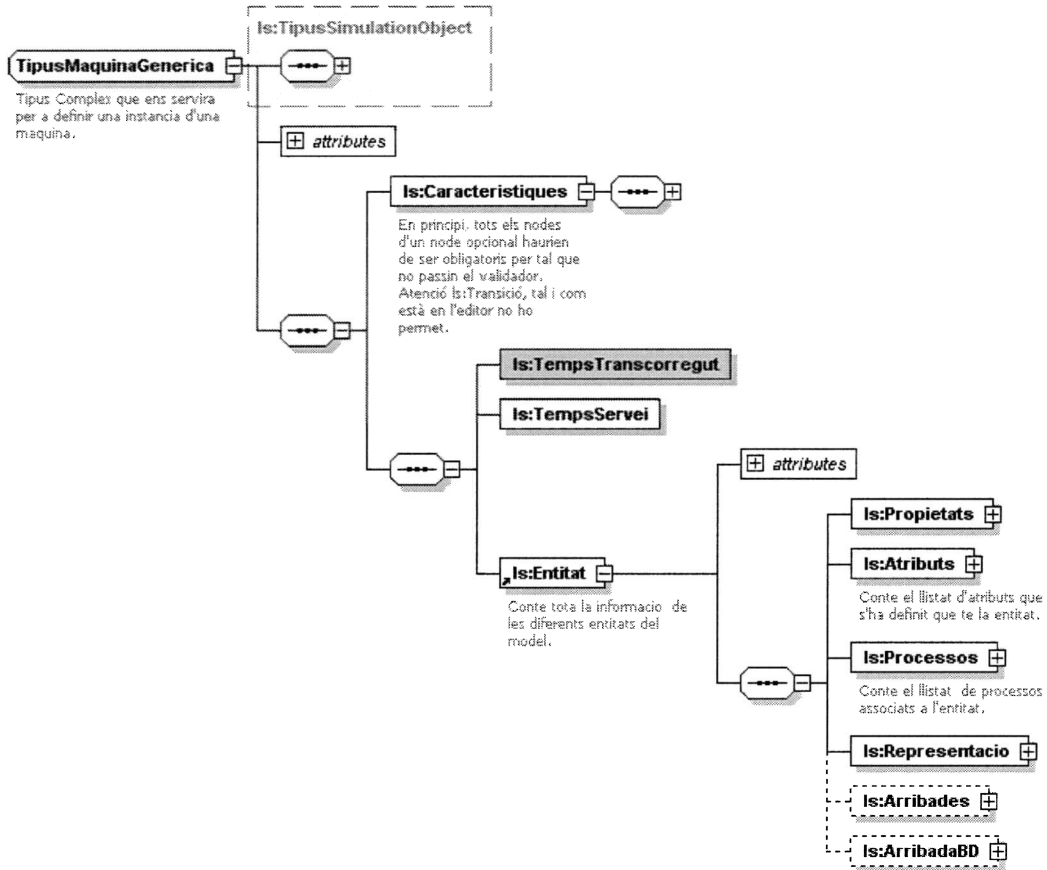 ls:TipusSimulationObject
TipusMaquinaGenerica
Tipus Complex que ens servira
per a definir una instancia d'una
maquina.
attributes
ls:Caracteristiques
En principi, tots els nodes
d'un node opcional haurien
de ser obligatoris per tal que
no passin el validador.
Atenció ls:Transició, tal i com
està en l'editor no ho
permet.
ls:TempsTranscorregut
ls:TempsServei
attributes
ls:Propietats
ls:Atributs
Conte el llistat d'atributs que
s'ha definit que te la entitat.
ls:Entitat
Conte tota la informacio de
les diferents entitats del
model.
ls:Processos
Conte el llistat de processos
associats a l'entitat.
ls:Representacio
ls:Arribades
ls:ArribadaBD